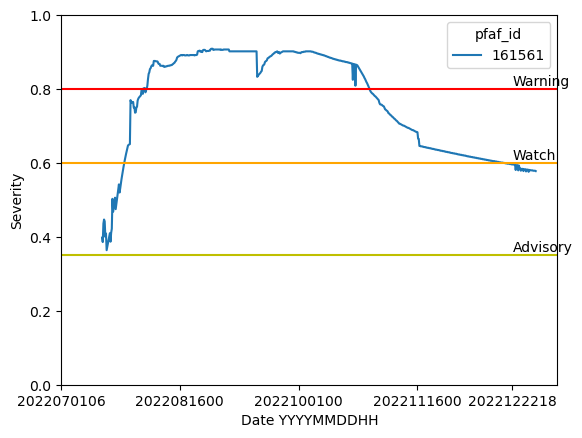 pfaf_id
161561
1.0
Warning
0.8
Watch
0.6
Severity
0.4
Advisory
0.2
0.0
2022070106 2022081600 2022100100 2022111600 2022122218
Date YYYYMMDDHH